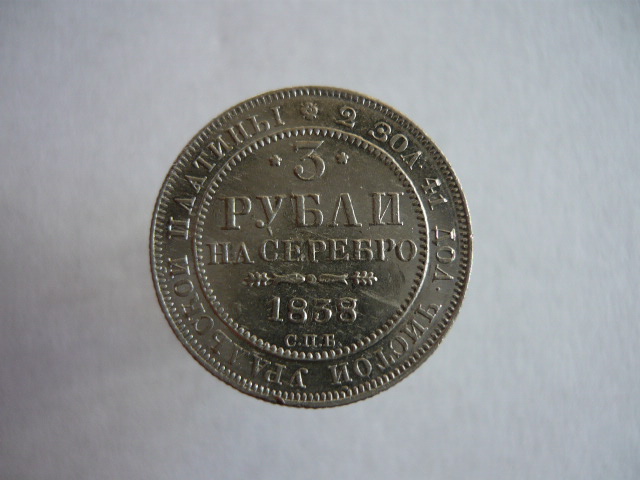 * 2 ЗОЛ. 41 ДОЛ. ЧИСТОЙ УРАЛЬСКОЙ ПЛАТИНЫ
* 3 *
РУБЛИ
НА СЕРЕБРО
1838
С.П.Б.